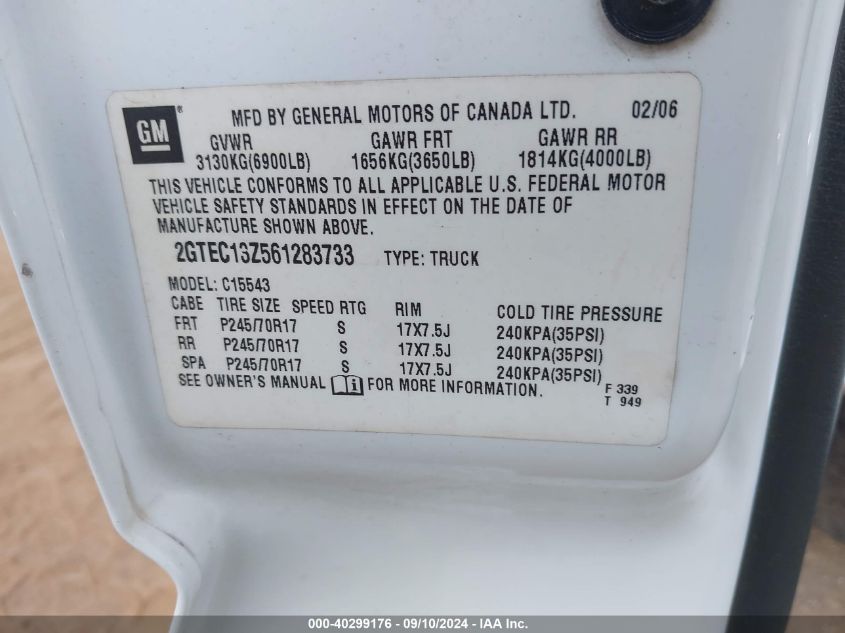 GM ®
MFD BY GENERAL MOTORS OF CANADA LTD. 02/06
GVWR GAWR FRT GAWR RR
3130KG(6900LB) 1656KG(3650LB) 1814KG(4000LB)
THIS VEHICLE CONFORMS TO ALL APPLICABLE U.S. FEDERAL MOTOR
VEHICLE SAFETY STANDARDS IN EFFECT ON THE DATE OF
MANUFACTURE SHOWN ABOVE.
2GTEC13Z561283733 TYPE: TRUCK
MODEL: C15543
CABE TIRE SIZE SPEED RTG RIM COLD TIRE PRESSURE
FRT P245/70R17 S 17X7.5J 240KPA(35PSI)
RR P245/70R17 S 17X7.5J 240KPA(35PSI)
SPA P245/70R17 S 17X7.5J 240KPA(35PSI)
SEE OWNER'S MANUAL i FOR MORE INFORMATION.
F 339
T 949
000-40299176 - 09/10/2024 - IAA Inc.